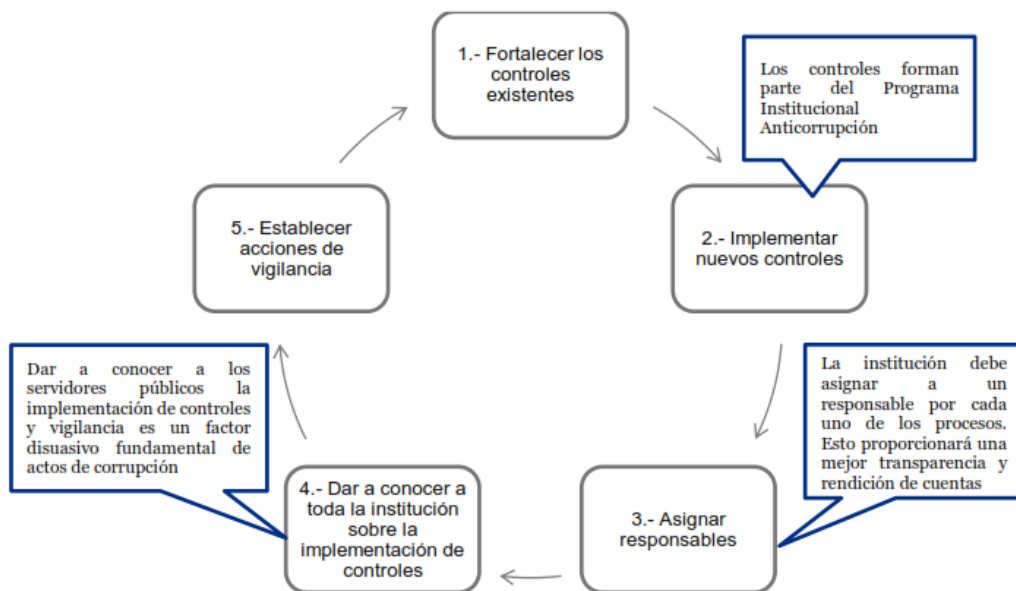 1.- Fortalecer los
controles
existentes
Los controles forman
parte del Programa
Institucional
Anticorrupción
2.- Implementar
nuevos controles
La institución debe
asignar a un
responsable por cada
uno de los procesos.
Esto proporcionará una
mejor transparencia y
rendición de cuentas
3.- Asignar
responsables
4.- Dar a conocer a
toda la institución
sobre la
implementación de
controles
Dar a conocer a los
servidores públicos la
implementación de controles
y vigilancia es un factor
disuasivo fundamental de
actos de corrupción
5.- Establecer
acciones de
vigilancia